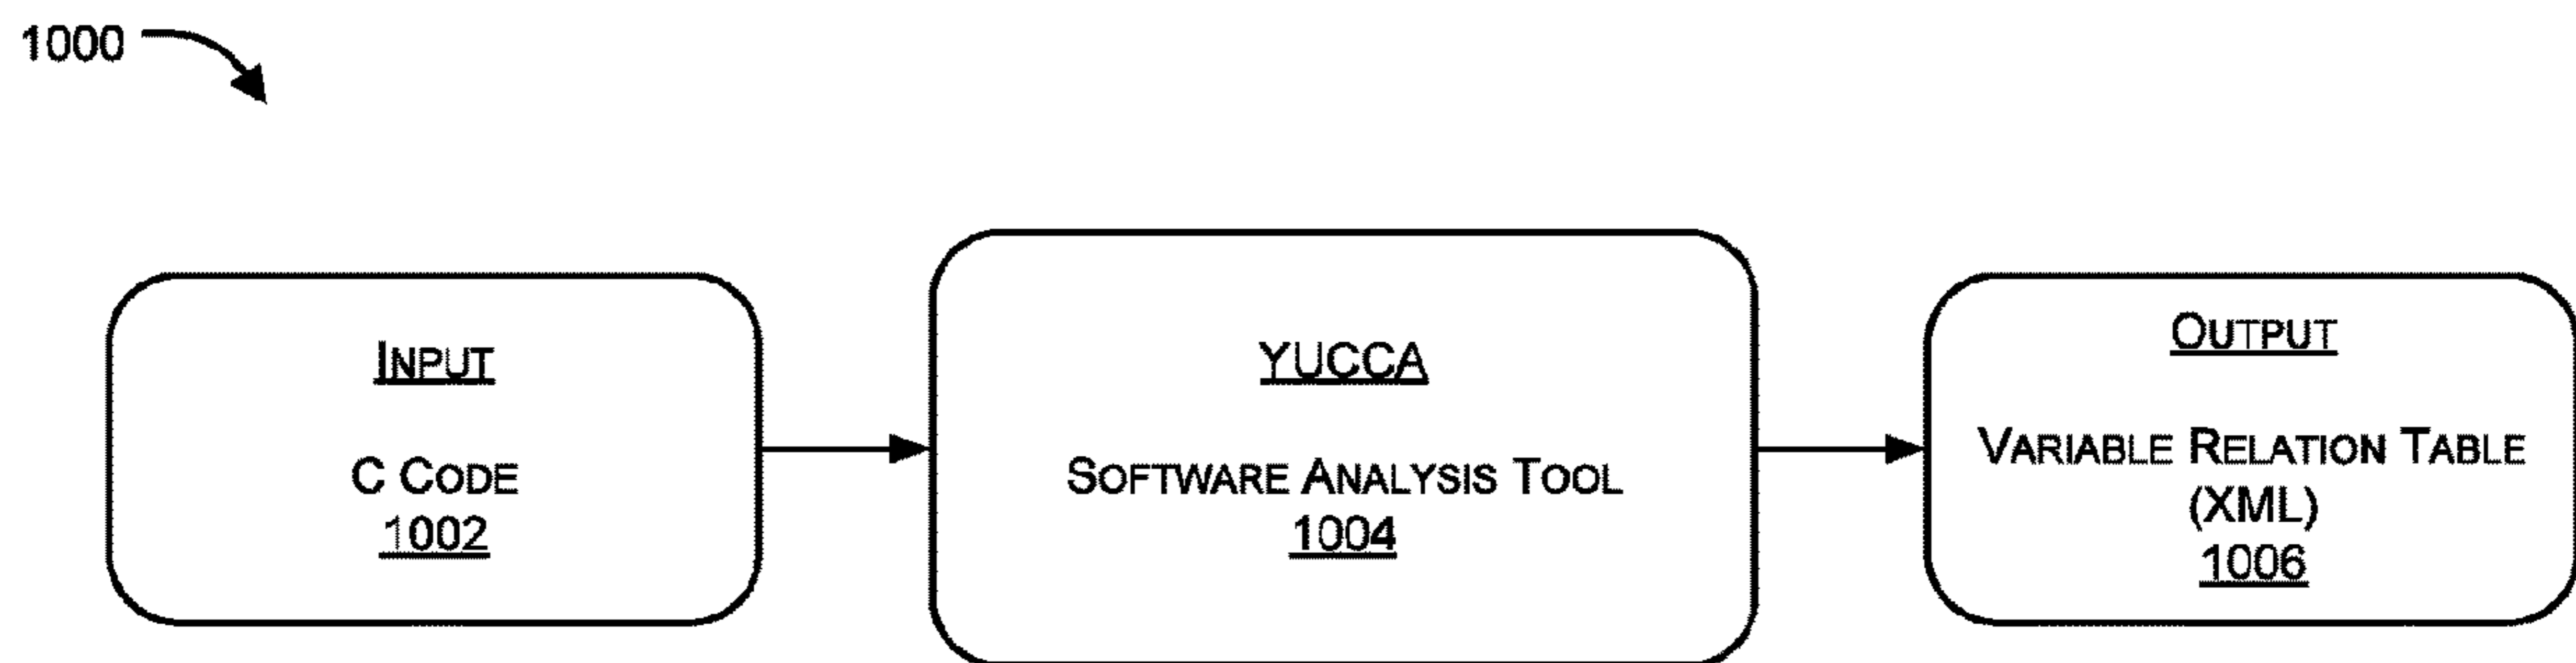 1000
INPUT
C CODE
1002
YUCCA
SOFTWARE ANALYSIS TOOL
1004
OUTPUT
VARIABLE RELATION TABLE
(XML)
1006